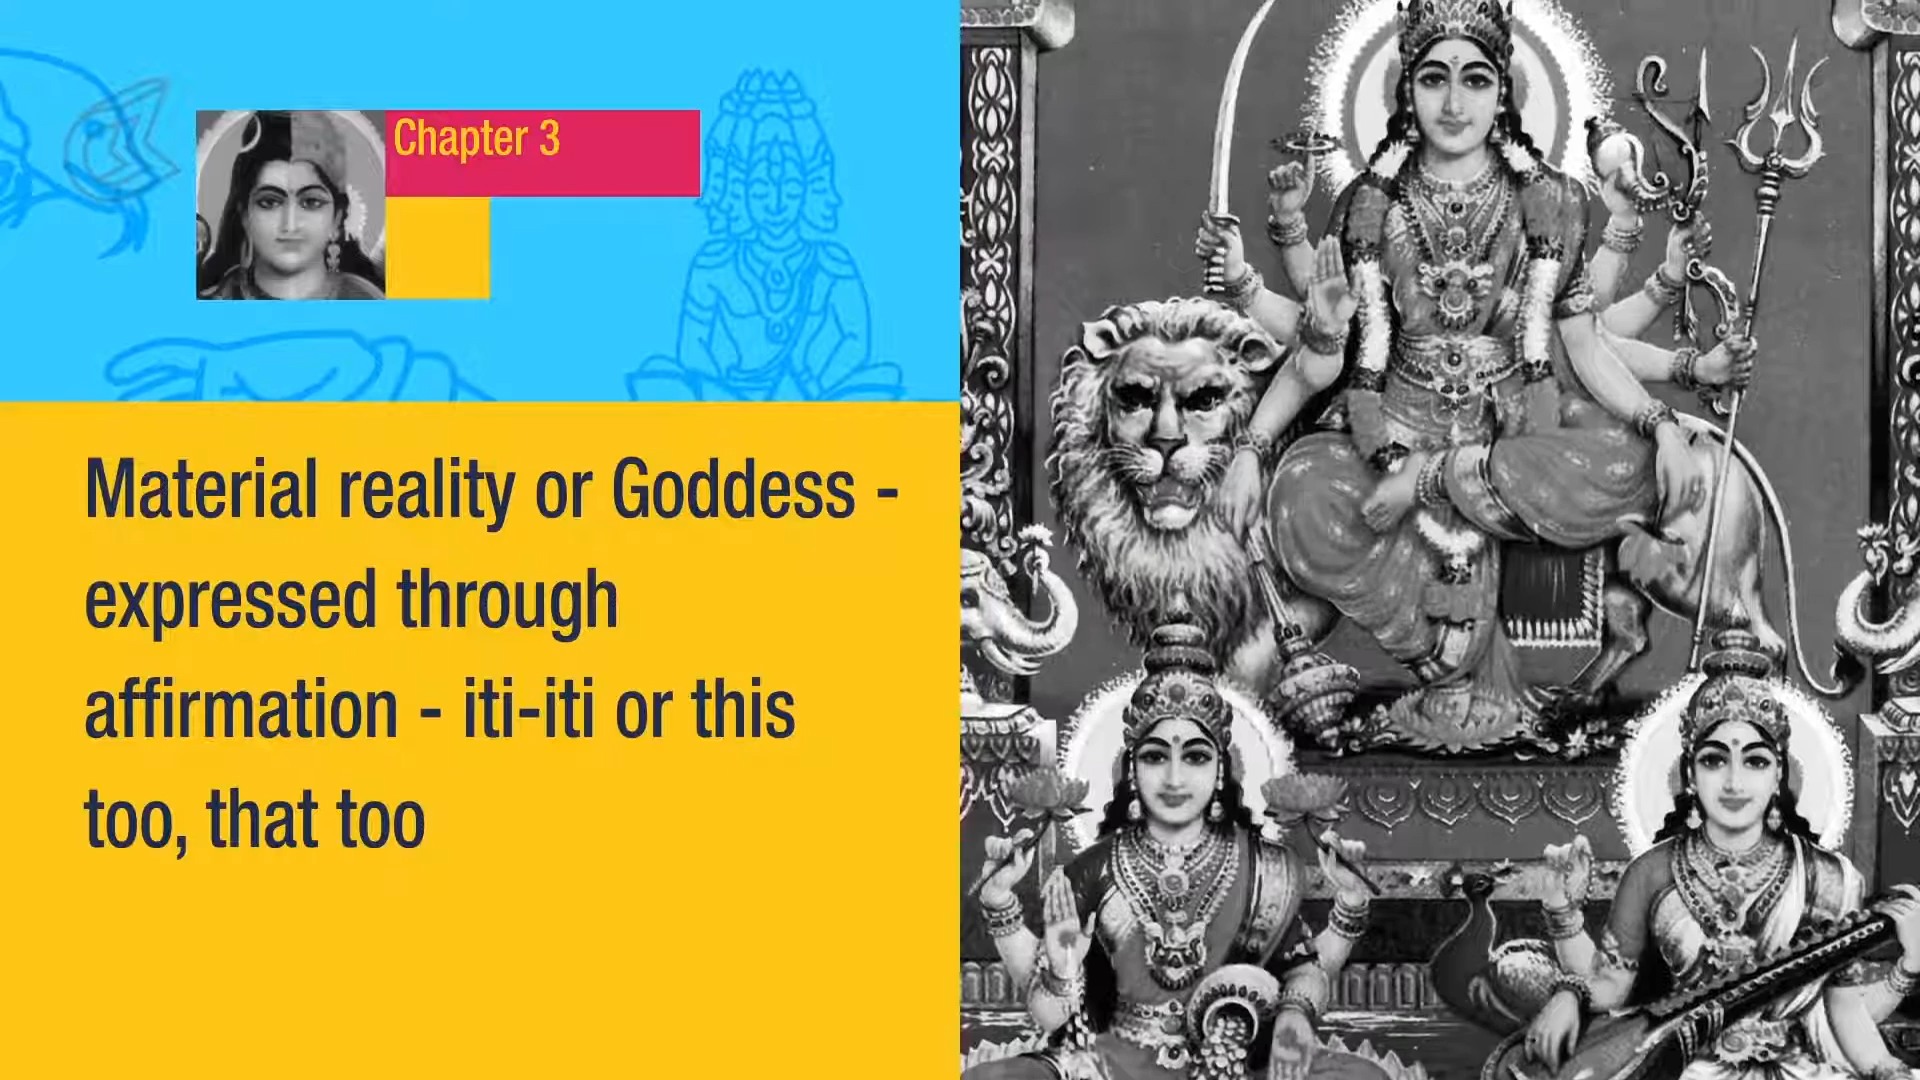 Chapter 3
Material reality or Goddess -
expressed through
affirmation - iti-iti or this
too, that too